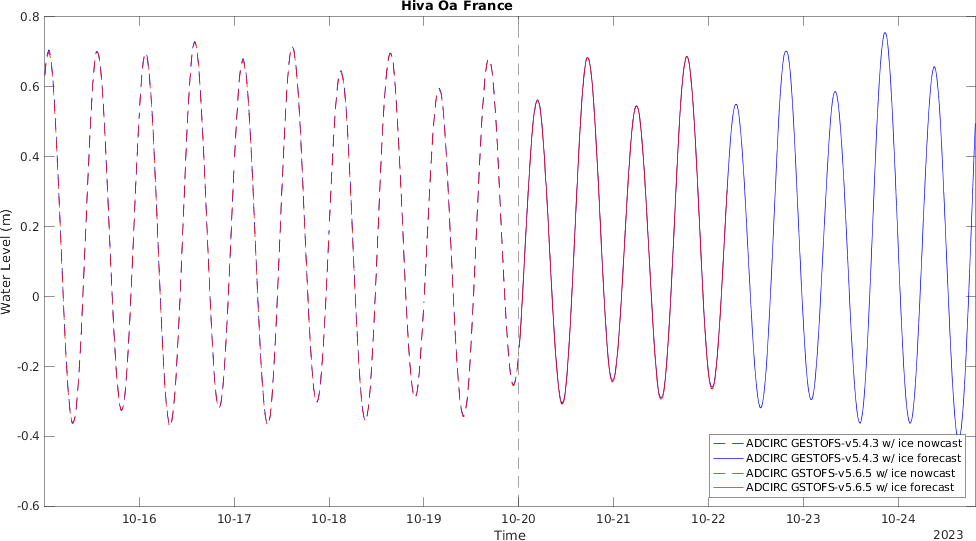 Hiva Oa France
0.8
0.6
0.4
0.2
0
-0.2
-0.4
-0.6
Water Level (m)
10-16
10-17
10-18
10-19
10-20
10-21
10-22
10-23
10-24
Time
2023
ADCIRC GESTOFS-v5.4.3 w/ ice nowcast
ADCIRC GESTOFS-v5.4.3 w/ ice forecast
ADCIRC GSTOFS-v5.6.5 w/ ice nowcast
ADCIRC GSTOFS-v5.6.5 w/ ice forecast